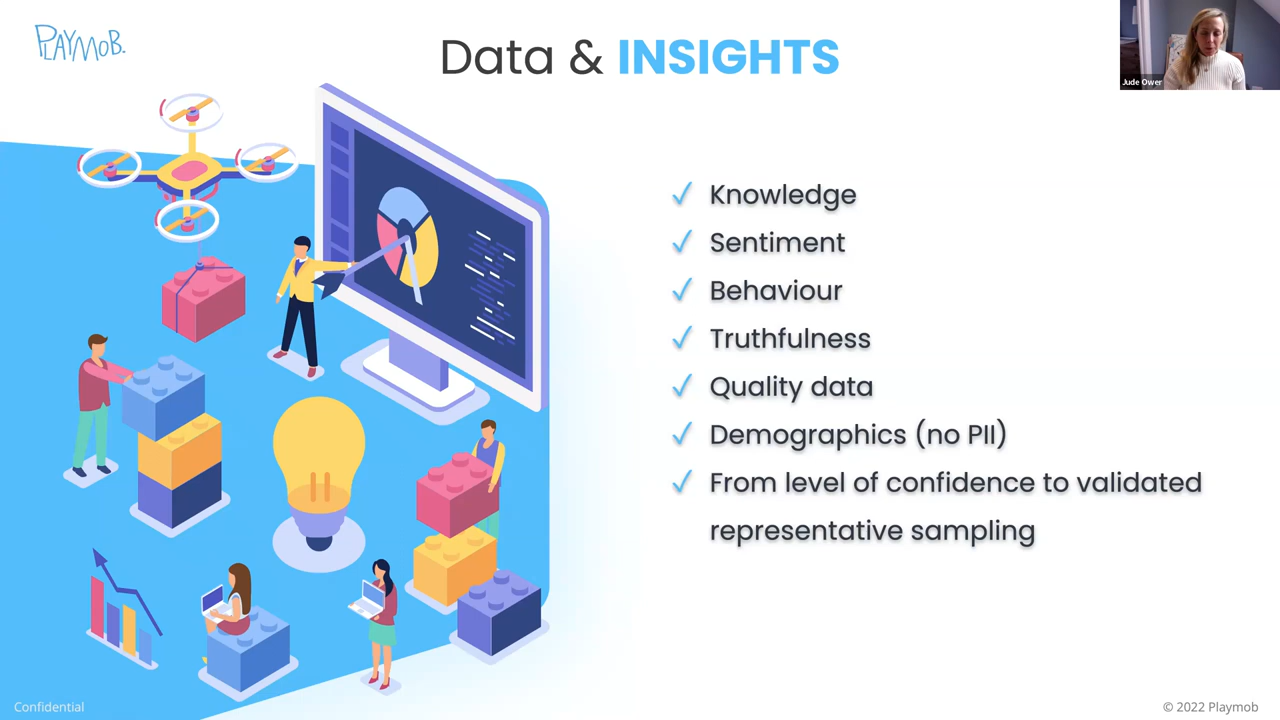 PLAYMOB.
Data & INSIGHTS
Jude Ower
✓ Knowledge
✓ Sentiment
✓ Behaviour
✓ Truthfulness
✓ Quality data
✓ Demographics (no PII)
✓ From level of confidence to validated
representative sampling
Confidential
© 2022 Playmob